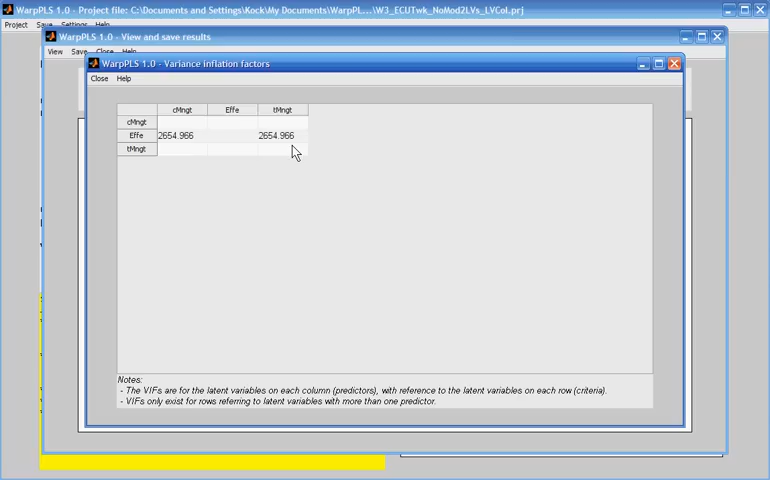 WarpPLS 1.0 - Project file: C:\Documents and Settings\Kock\My Documents\WarpPL...\W3_ECUTwk_NoMod2LVs_LVCol.prj
Project Save Settings Help
WarpPLS 1.0 - View and save results
View Save Close Help
WarpPLS 1.0 - Variance inflation factors
Close Help
cMngt Effe tMngt
cMngt
Effe 2654.966 2654.966
tMngt
Notes:
- The VIFs are for the latent variables on each column (predictors), with reference to the latent variables on each row (criteria).
- VIFs only exist for rows referring to latent variables with more than one predictor.